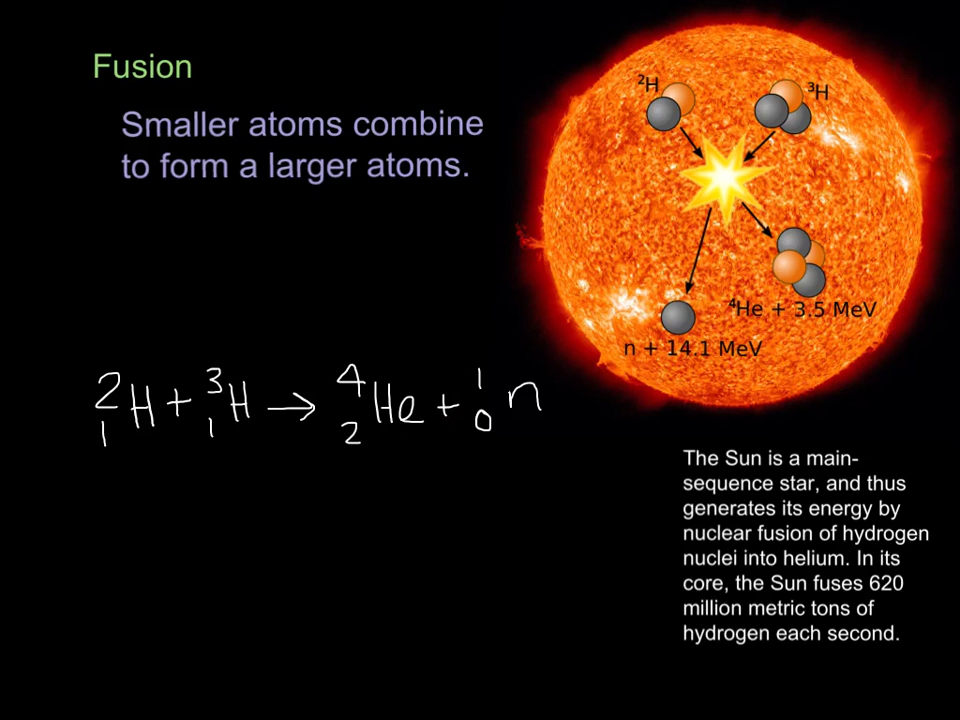 Fusion
Smaller atoms combine
to form a larger atoms.
²H
³H
⁴He + 3.5 MeV
n + 14.1 MeV
²₁H + ³₁H → ⁴₂He + ¹₀n
The Sun is a main-
sequence star, and thus
generates its energy by
nuclear fusion of hydrogen
nuclei into helium. In its
core, the Sun fuses 620
million metric tons of
hydrogen each second.